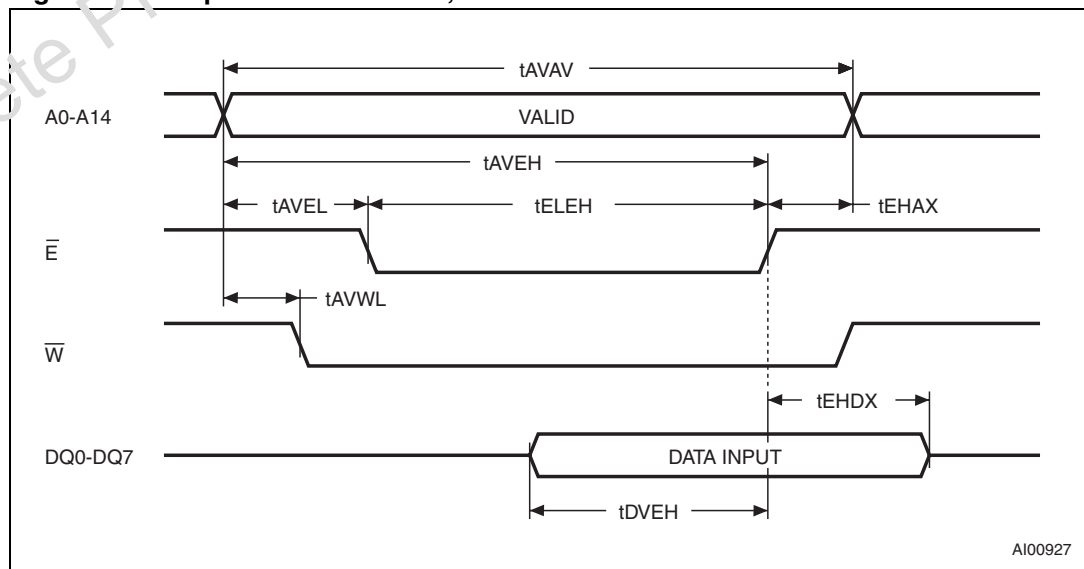 tAVAV
A0-A14
VALID
tAVEH
tAVEL
tELEH
tEHAX
E̅
tAVWL
W̅
tEHDX
DQ0-DQ7
DATA INPUT
tDVEH
AI00927